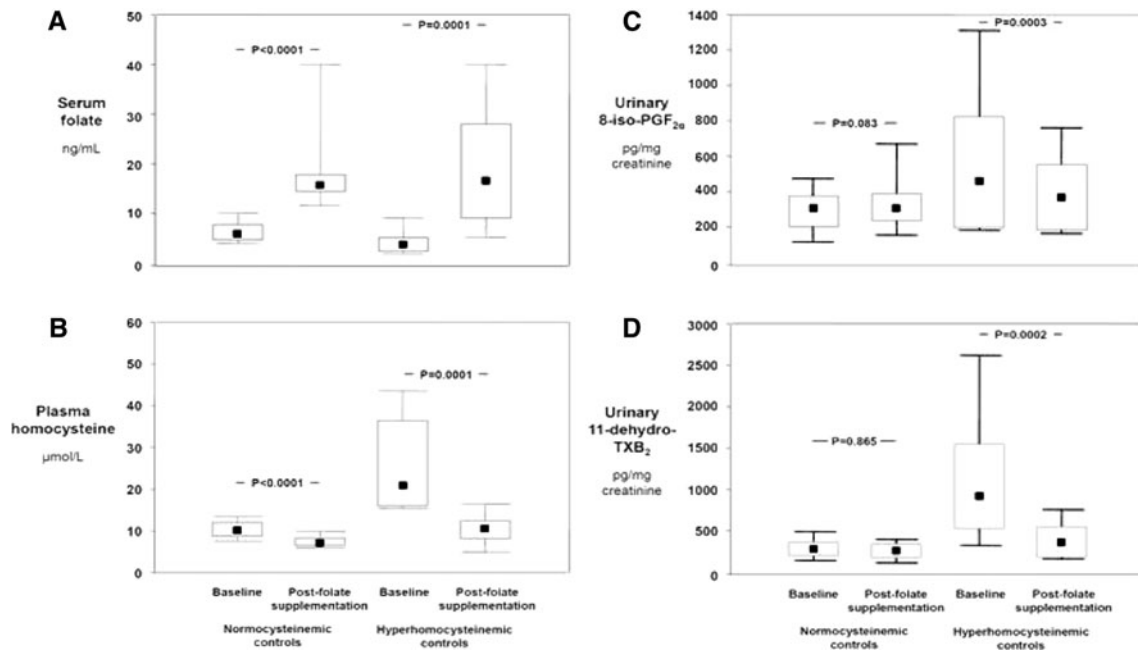 A
Serum
folate
ng/mL
50
40
30
20
10
0
P<0.0001
P=0.0001
B
Plasma
homocysteine
µmol/L
60
50
40
30
20
10
0
P<0.0001
P=0.0001
Baseline
Post-folate
supplementation
Baseline
Post-folate
supplementation
Normocysteinemic
controls
Hyperhomocysteinemic
controls
C
Urinary
8-iso-PGF2α
pg/mg
creatinine
1400
1200
1000
800
600
400
200
0
P=0.083
P=0.0003
D
Urinary
11-dehydro-
TXB2
pg/mg
creatinine
3000
2500
2000
1500
1000
500
0
P=0.865
P=0.0002
Baseline
Post-folate
supplementation
Baseline
Post-folate
supplementation
Normocysteinemic
controls
Hyperhomocysteinemic
controls